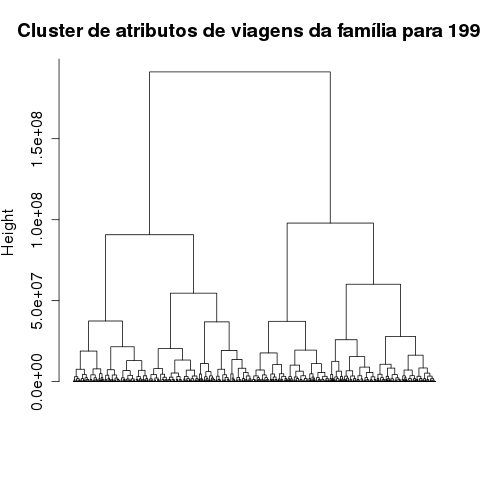 Cluster de atributos de viagens da família para 199
Height
1.5e+08
1.0e+08
5.0e+07
0.0e+00